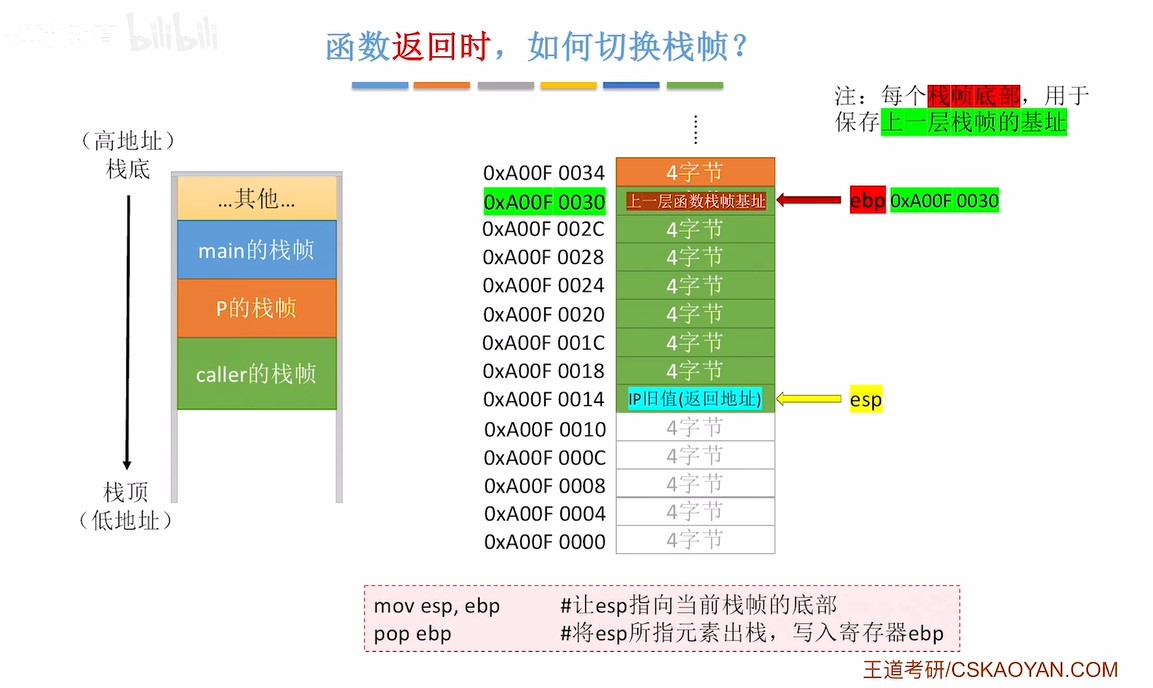 bilibili
函数返回时，如何切换栈帧？
注：每个栈帧底部，用于
保存上一层栈帧的基址
（高地址）
栈底
...其他...
main的栈帧
P的栈帧
caller的栈帧
栈顶
（低地址）
0xA00F 0034 4字节
0xA00F 0030 上一层函数栈帧基址 ebp 0xA00F 0030
0xA00F 002C 4字节
0xA00F 0028 4字节
0xA00F 0024 4字节
0xA00F 0020 4字节
0xA00F 001C 4字节
0xA00F 0018 4字节
0xA00F 0014 IP旧值(返回地址) esp
0xA00F 0010 4字节
0xA00F 000C 4字节
0xA00F 0008 4字节
0xA00F 0004 4字节
0xA00F 0000 4字节
mov esp, ebp #让esp指向当前栈帧的底部
pop ebp #将esp所指元素出栈，写入寄存器ebp
王道考研/CSKAOYAN.COM